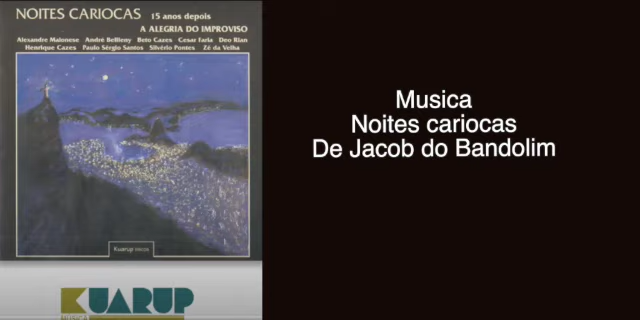 NOITES CARIOCAS 15 anos depois
A ALEGRIA DO IMPROVISO
Alexandre Maionese André Bellieny Beto Cazes Cesar Faria Deo Rian
Henrique Cazes Paulo Sérgio Santos Silvério Pontes Zé da Velha
Kuarup DISCOS
KUARUP
Musica
Noites cariocas
De Jacob do Bandolim